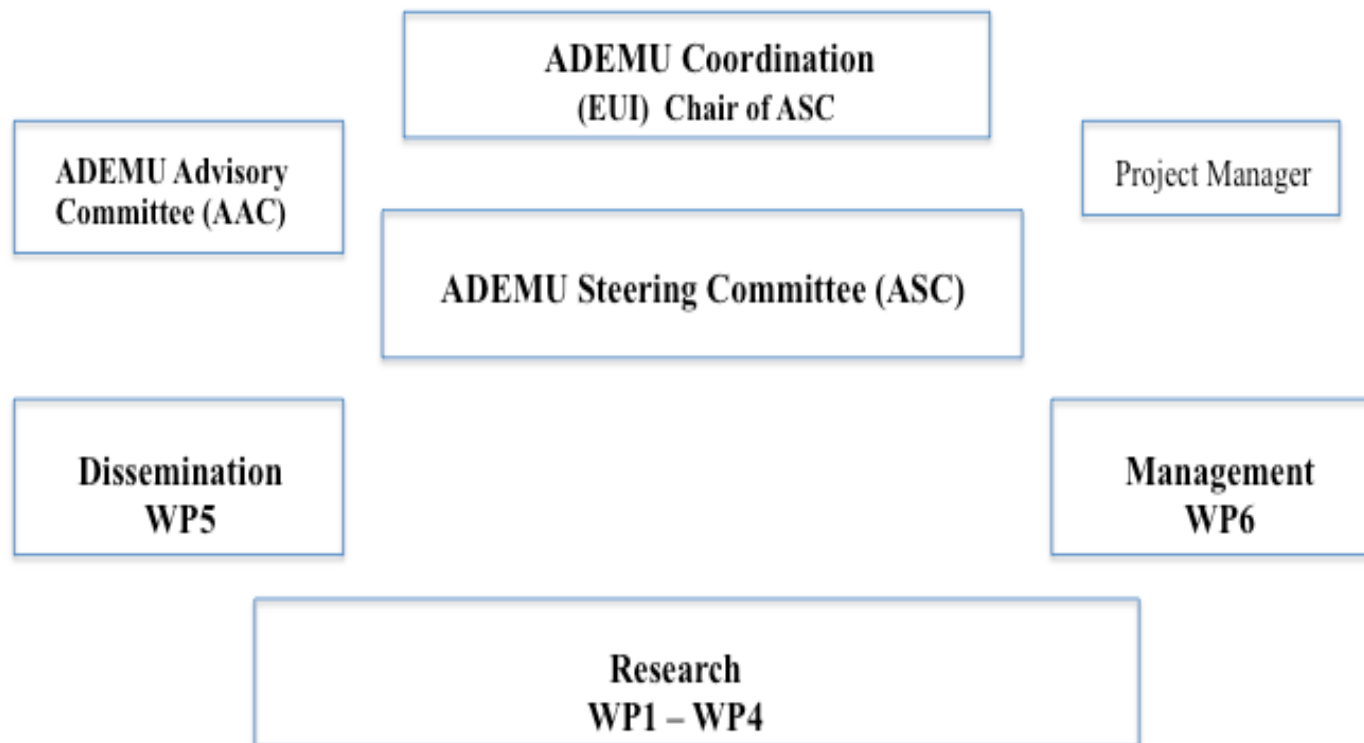 ADEMU Coordination
(EUI) Chair of ASC
ADEMU Advisory
Committee (AAC)
Project Manager
ADEMU Steering Committee (ASC)
Dissemination
WP5
Management
WP6
Research
WP1 – WP4